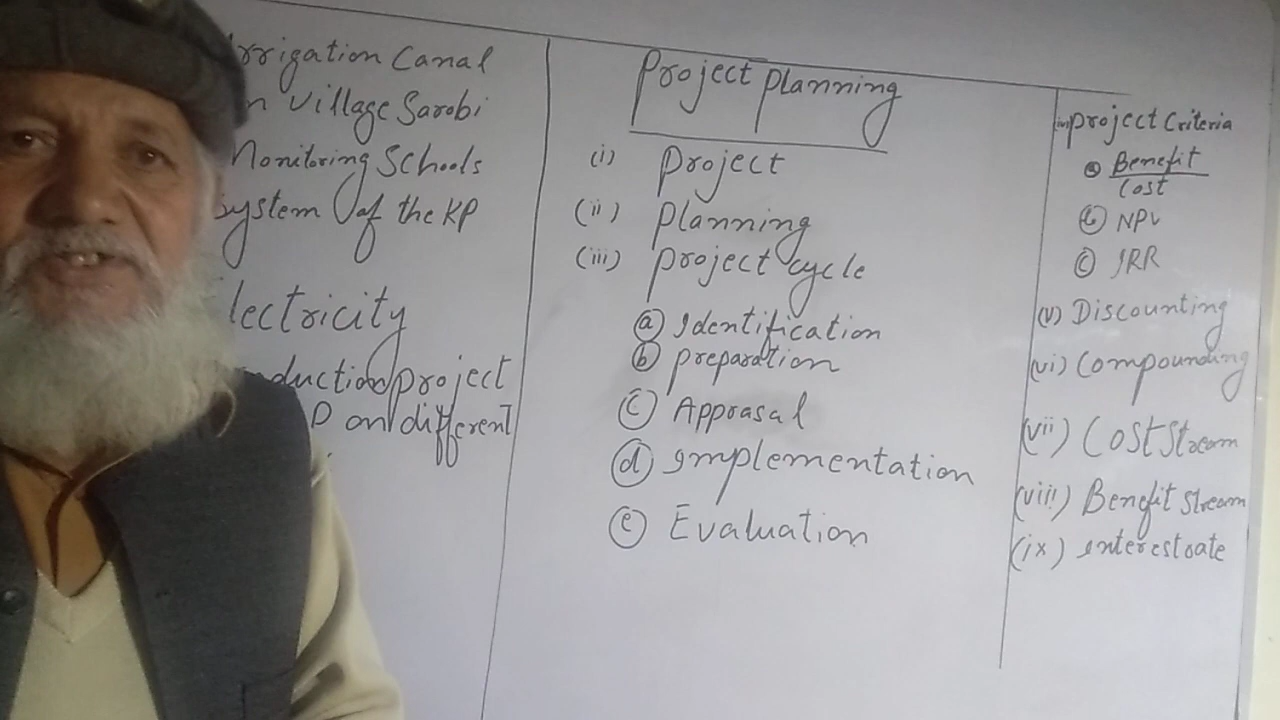 rrigation Canal
n Village Sarobi
Monitoring Schools
System of the KP
lectricity
duction project
P on different
Project Planning
(i) Project
(ii) Planning
(iii) Project cycle
(a) Identification
(b) Preparation
(c) Apprasal
(d) Implementation
(e) Evaluation
Project Criteria
Benefit
Cost
(b) NPV
(c) IRR
(v) Discounting
(vi) Compounding
(vii) Cost Stream
(viii) Benefit Stream
(ix) interest rate